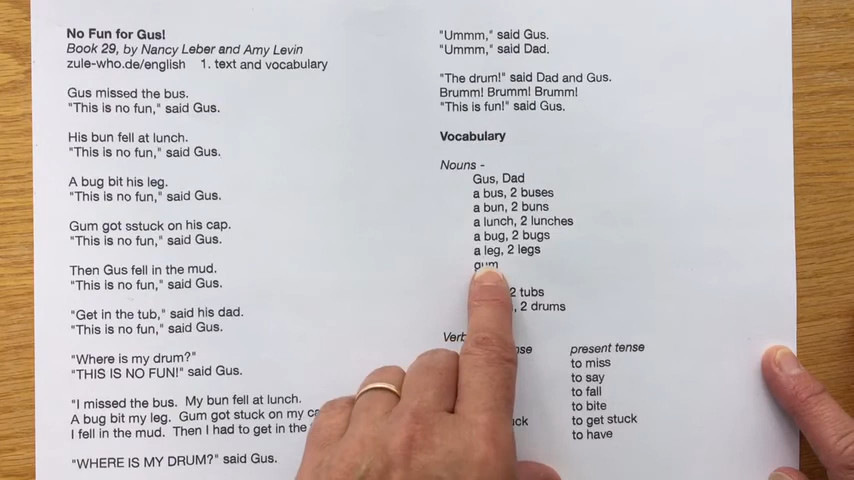 No Fun for Gus!
Book 29, by Nancy Leber and Amy Levin
zule-who.de/english 1. text and vocabulary
Gus missed the bus.
"This is no fun," said Gus.
His bun fell at lunch.
"This is no fun," said Gus.
A bug bit his leg.
"This is no fun," said Gus.
Gum got sstuck on his cap.
"This is no fun," said Gus.
Then Gus fell in the mud.
"This is no fun," said Gus.
"Get in the tub," said his dad.
"This is no fun," said Gus.
"Where is my drum?"
"THIS IS NO FUN!" said Gus.
"I missed the bus. My bun fell at lunch.
A bug bit my leg. Gum got stuck on my
I fell in the mud. Then I had to get in the
"WHERE IS MY DRUM?" said Gus.
"Ummm," said Gus.
"Ummm," said Dad.
"The drum!" said Dad and Gus.
Brumm! Brumm! Brumm!
"This is fun!" said Gus.
Vocabulary
Nouns -
Gus, Dad
a bus, 2 buses
a bun, 2 buns
a lunch, 2 lunches
a bug, 2 bugs
a leg, 2 legs
gum
2 tubs
2 drums
present tense
to miss
to say
to fall
to bite
to get stuck
to have